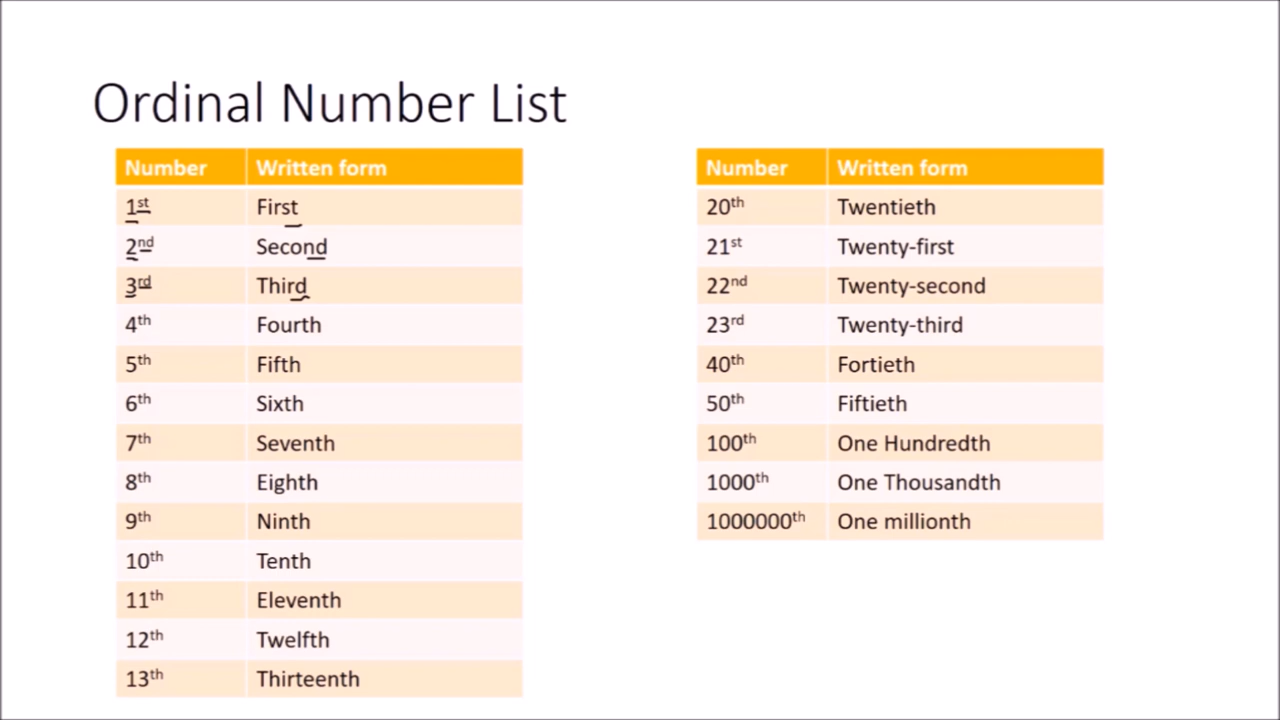 Ordinal Number List
Number Written form
1st First
2nd Second
3rd Third
4th Fourth
5th Fifth
6th Sixth
7th Seventh
8th Eighth
9th Ninth
10th Tenth
11th Eleventh
12th Twelfth
13th Thirteenth
Number Written form
20th Twentieth
21st Twenty-first
22nd Twenty-second
23rd Twenty-third
40th Fortieth
50th Fiftieth
100th One Hundredth
1000th One Thousandth
1000000th One millionth